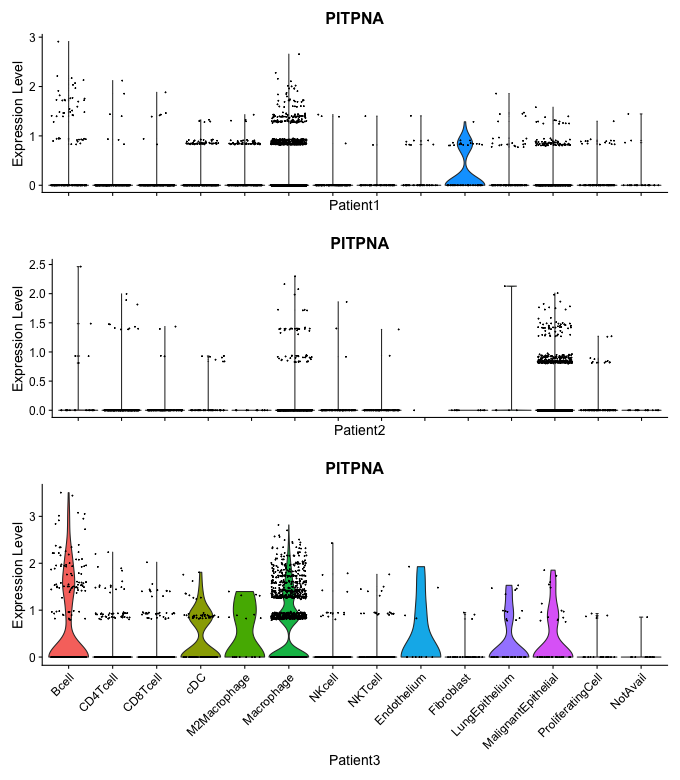 PITPNA
Expression Level
3
2
1
0
Patient1
PITPNA
Expression Level
2.5
2.0
1.5
1.0
0.5
0.0
Patient2
PITPNA
Expression Level
3
2
1
0
Bcell
CD4Tcell
CD8Tcell
cDC
M2Macrophage
Macrophage
NKcell
NKTcell
Endothelium
Fibroblast
LungEpithelium
MalignantEpithelial
ProliferatingCell
NotAvail
Patient3